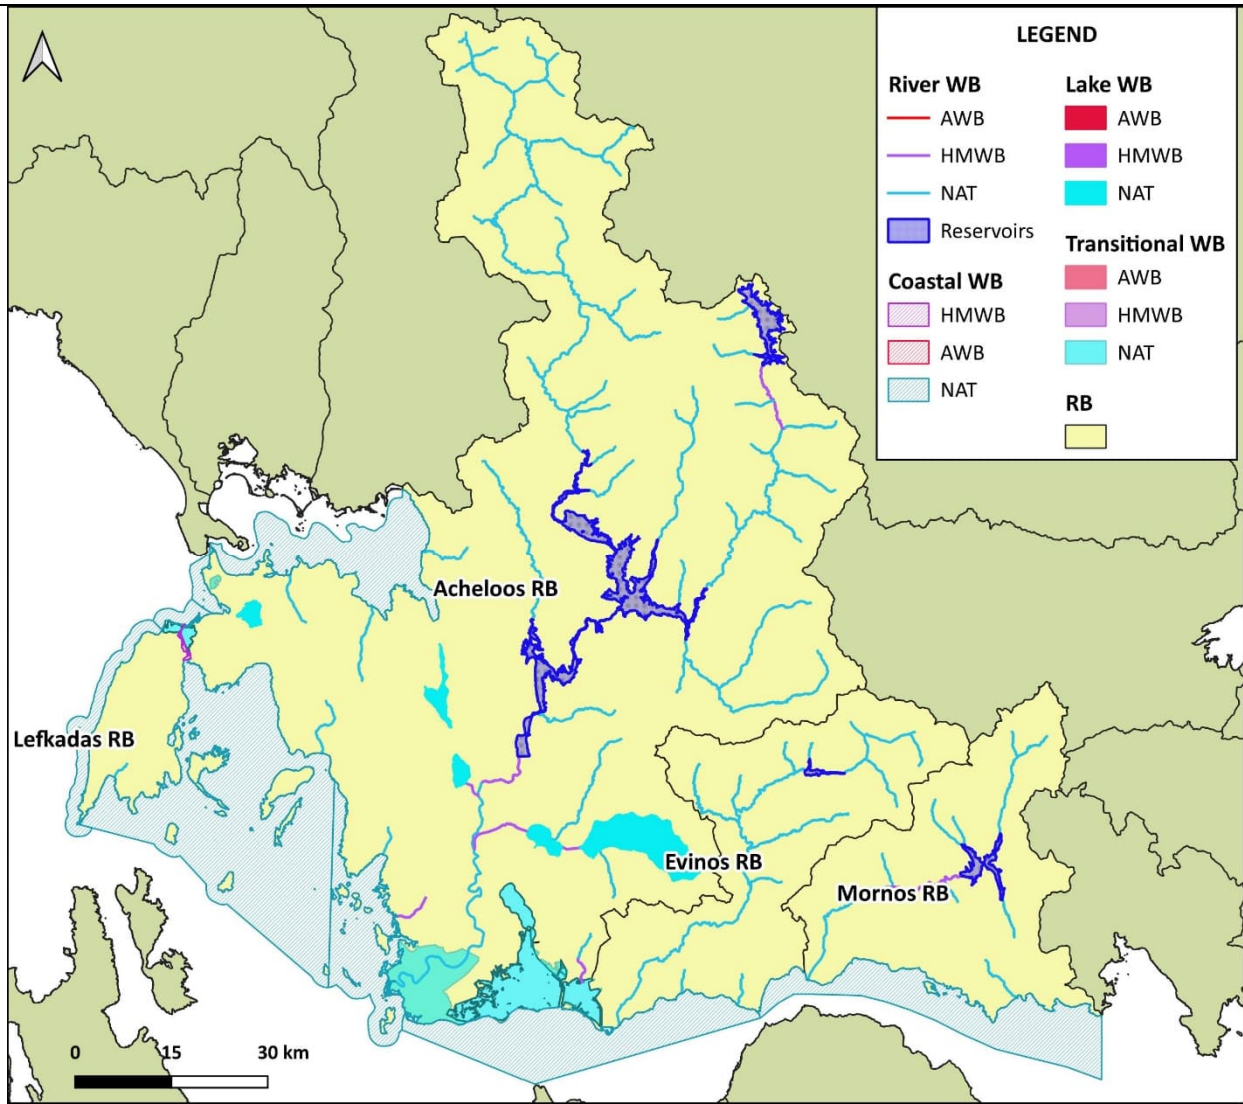 LEGEND
River WB
AWB
HMWB
NAT
Reservoirs
Coastal WB
HMWB
AWB
NAT
Lake WB
AWB
HMWB
NAT
Transitional WB
AWB
HMWB
NAT
RB
Acheloos RB
Lefkadas RB
Evinos RB
Mornos RB
0 15 30 km